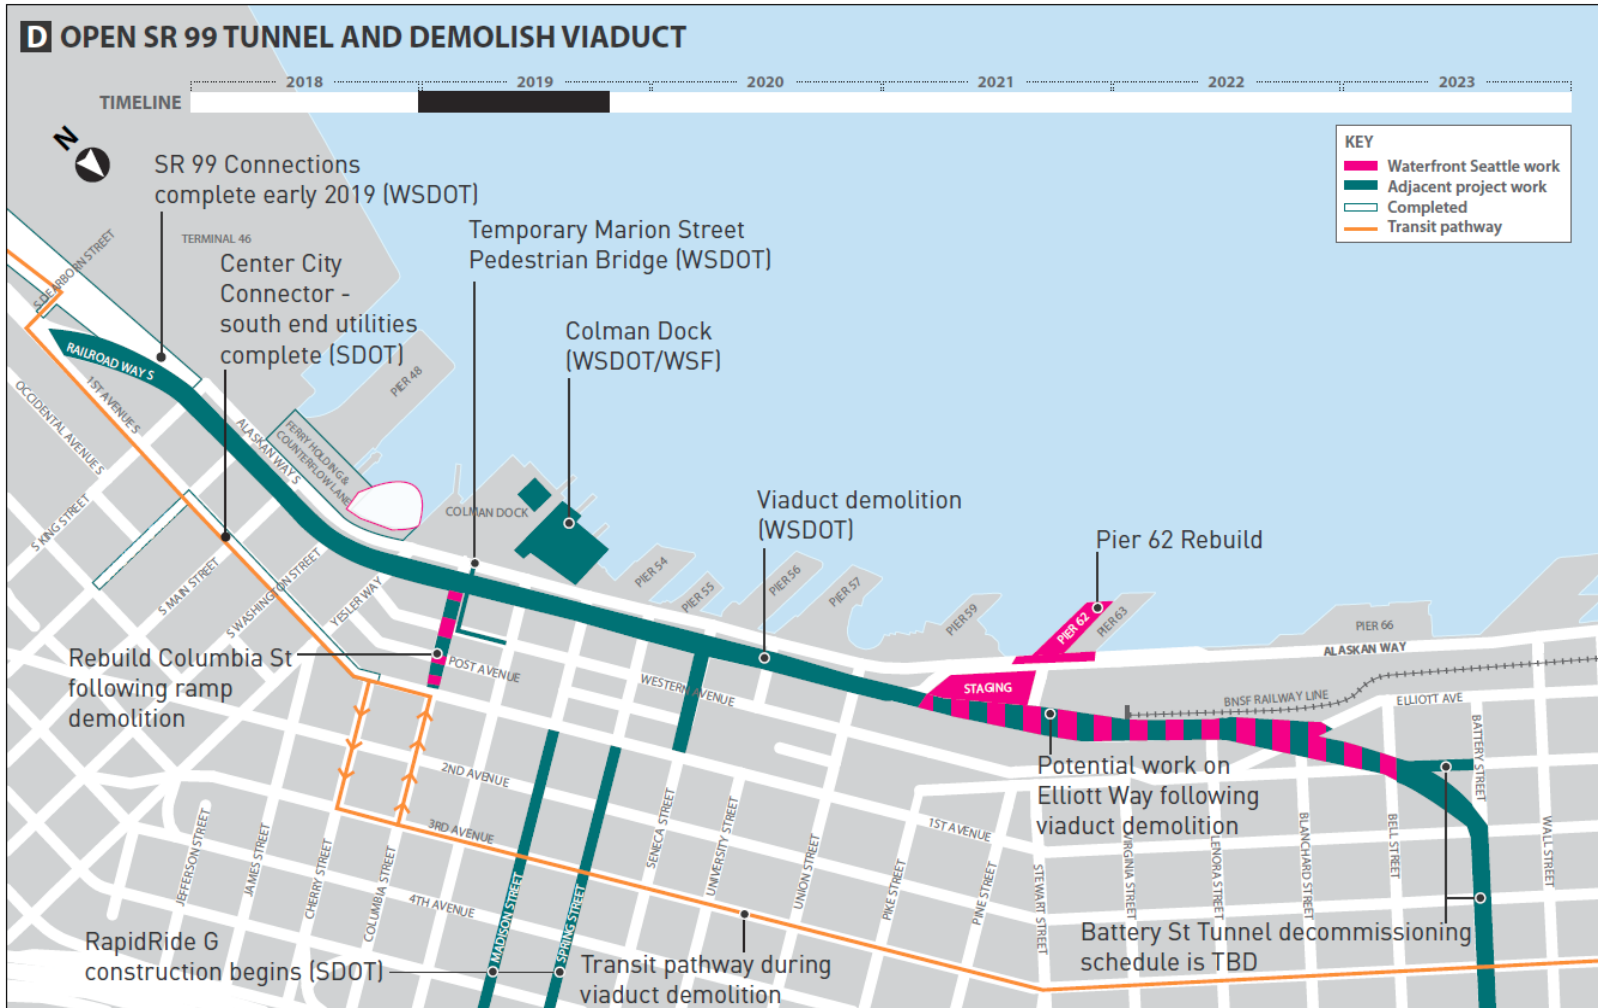 D OPEN SR 99 TUNNEL AND DEMOLISH VIADUCT
2018 2019 2020 2021 2022 2023
TIMELINE
N
KEY
Waterfront Seattle work
Adjacent project work
Completed
Transit pathway
SR 99 Connections
complete early 2019 (WSDOT)
TERMINAL 46
Center City
Connector -
south end utilities
complete (SDOT)
Temporary Marion Street
Pedestrian Bridge (WSDOT)
Colman Dock
(WSDOT/WSF)
S DEARBORN STREET
RAILROAD WAY S
1ST AVENUE S
OCCIDENTAL AVENUE S
ALASKAN WAY S
FERRY HOLDING &
COUNTERFLOW LANE
PIER 48
COLMAN DOCK
Viaduct demolition
(WSDOT)
Pier 62 Rebuild
S KING STREET
S MAIN STREET
S WASHINGTON STREET
YESLER WAY
PIER 54
PIER 55
PIER 56
PIER 57
PIER 59
PIER 62
PIER 63
PIER 66
ALASKAN WAY
Rebuild Columbia St
following ramp
demolition
POST AVENUE
WESTERN AVENUE
STAGING
BNSF RAILWAY LINE
ELLIOTT AVE
BATTERY STREET
2ND AVENUE
Potential work on
Elliott Way following
viaduct demolition
3RD AVENUE
1ST AVENUE
4TH AVENUE
JEFFERSON STREET
JAMES STREET
CHERRY STREET
COLUMBIA STREET
MADISON STREET
SPRING STREET
SENECA STREET
UNIVERSITY STREET
UNION STREET
PIKE STREET
PINE STREET
STEWART STREET
VIRGINIA STREET
LENORA STREET
BLANCHARD STREET
BELL STREET
WALL STREET
RapidRide G
construction begins (SDOT)
Transit pathway during
viaduct demolition
Battery St Tunnel decommissioning
schedule is TBD